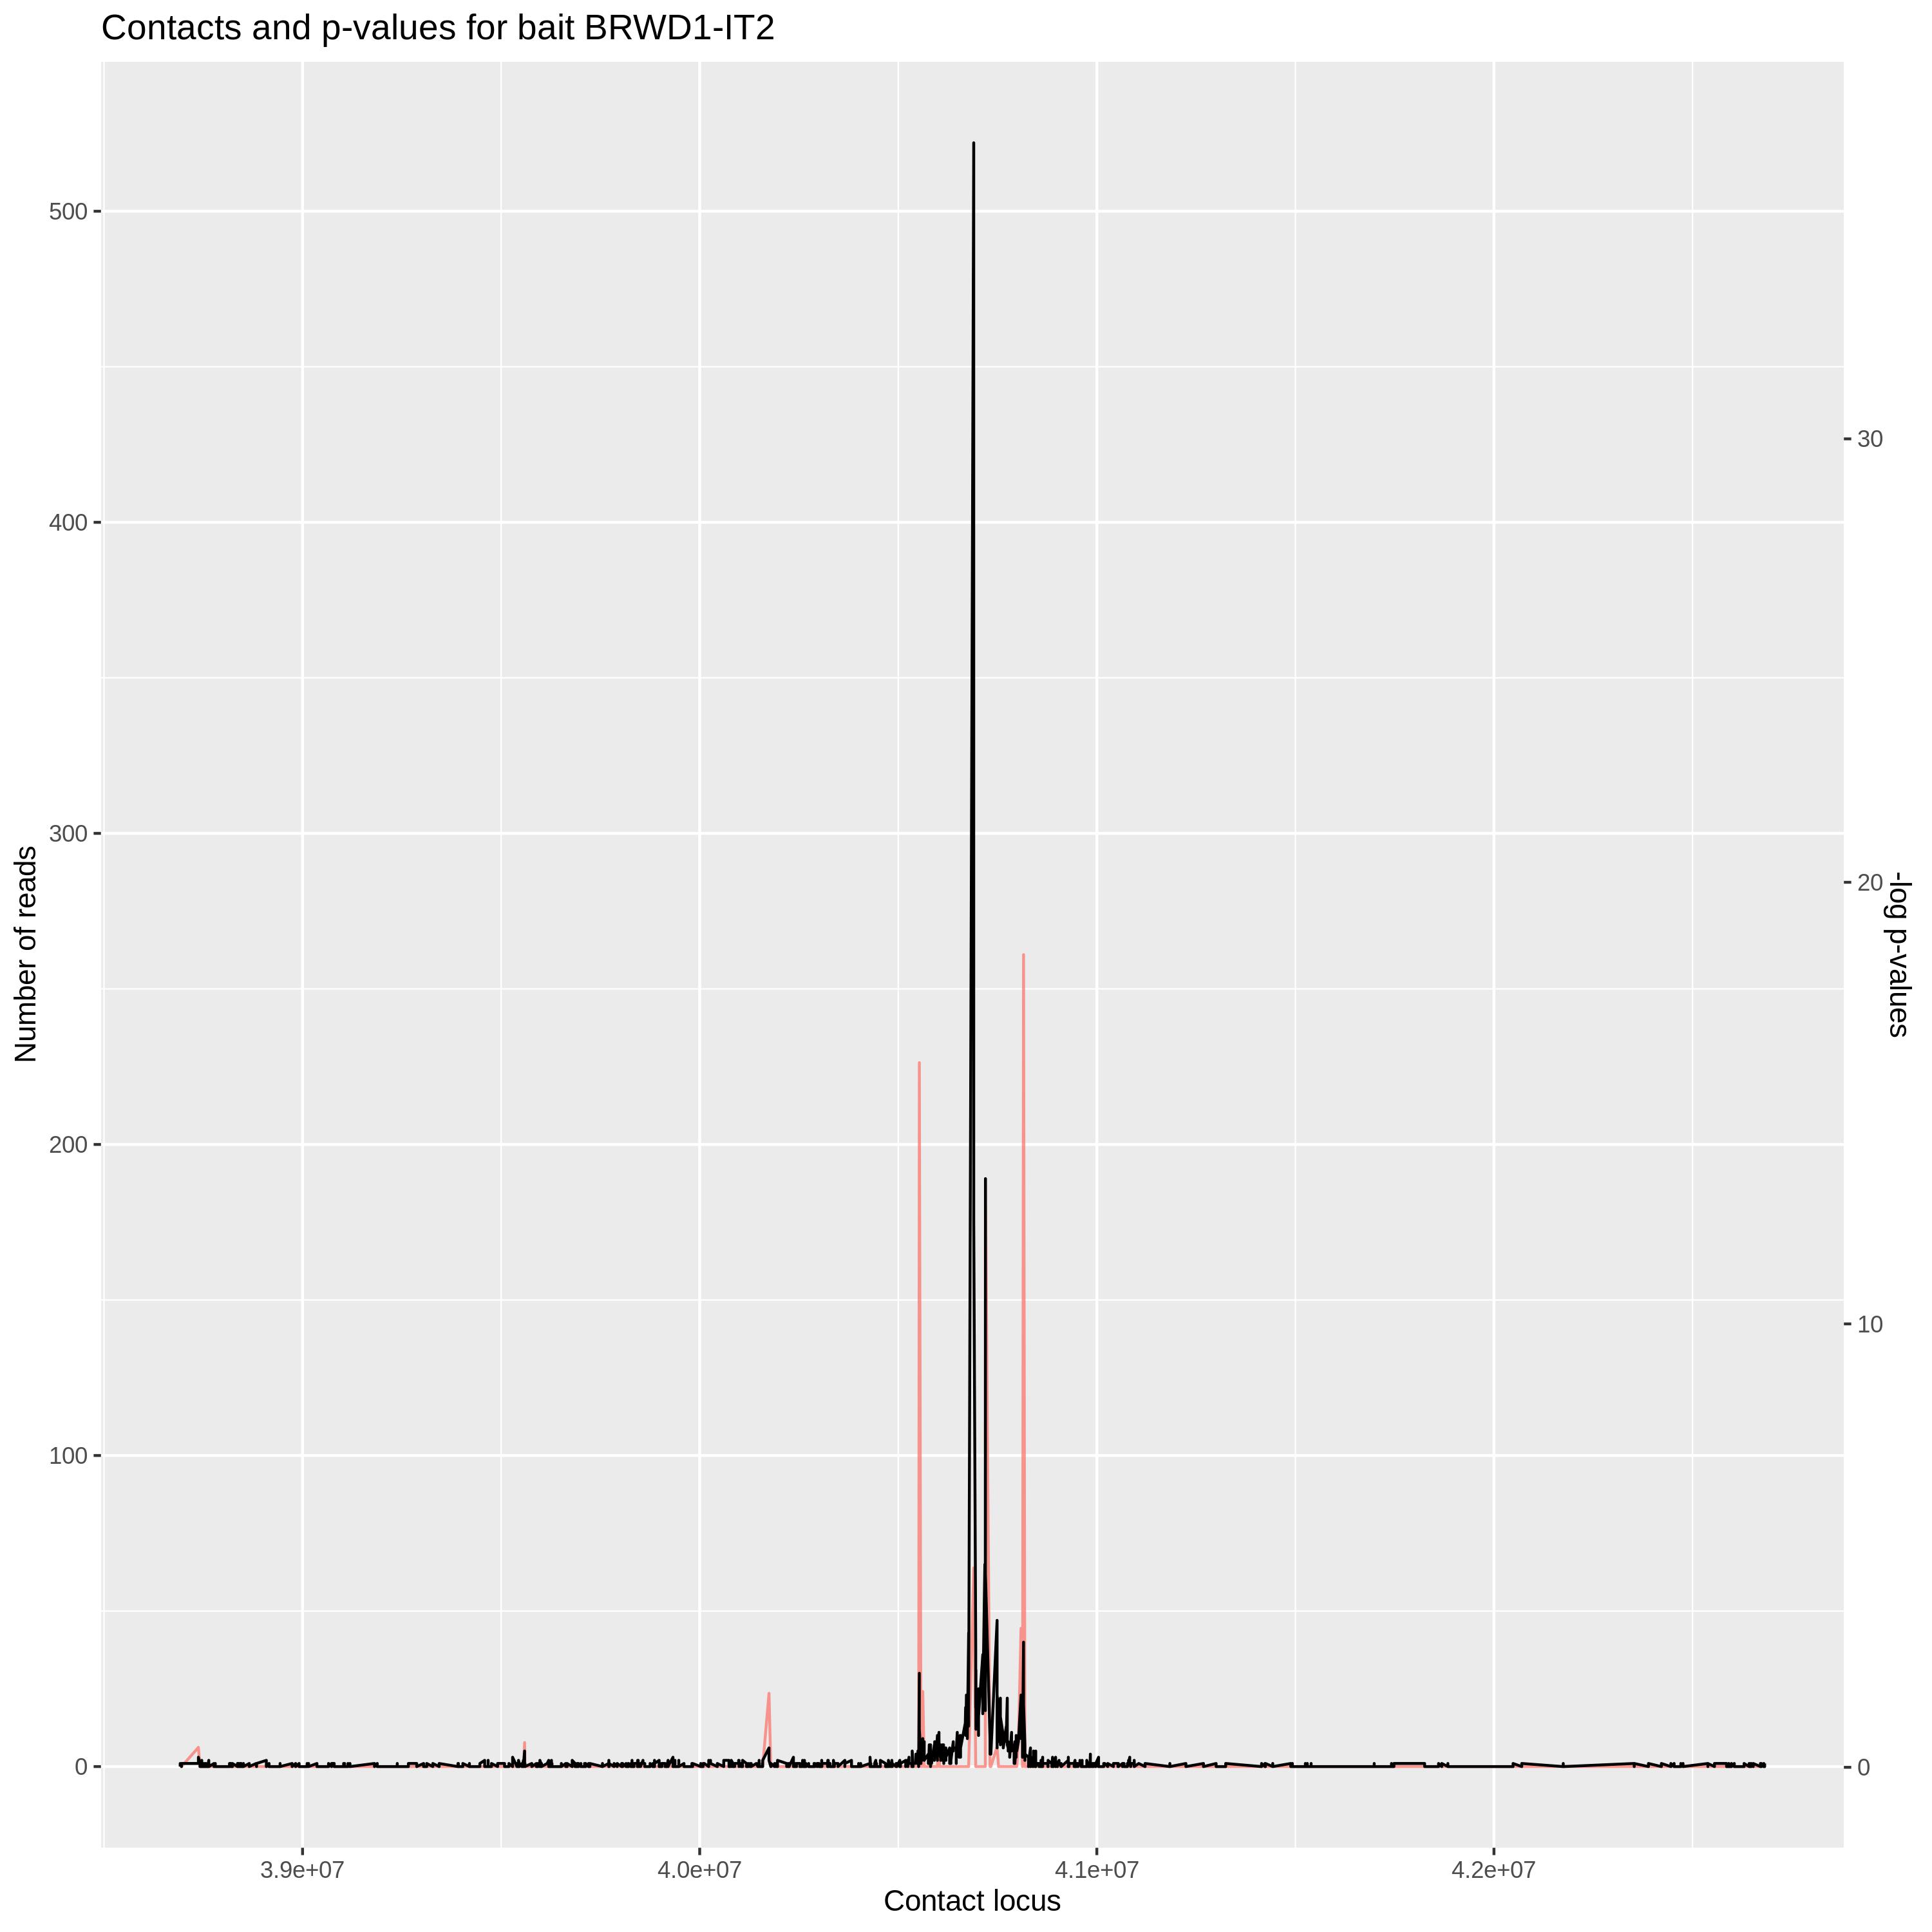 Contacts and p-values for bait BRWD1-IT2
500
400
300
200
100
0
Number of reads
30
20
10
0
-log p-values
3.9e+07
4.0e+07
4.1e+07
4.2e+07
Contact locus